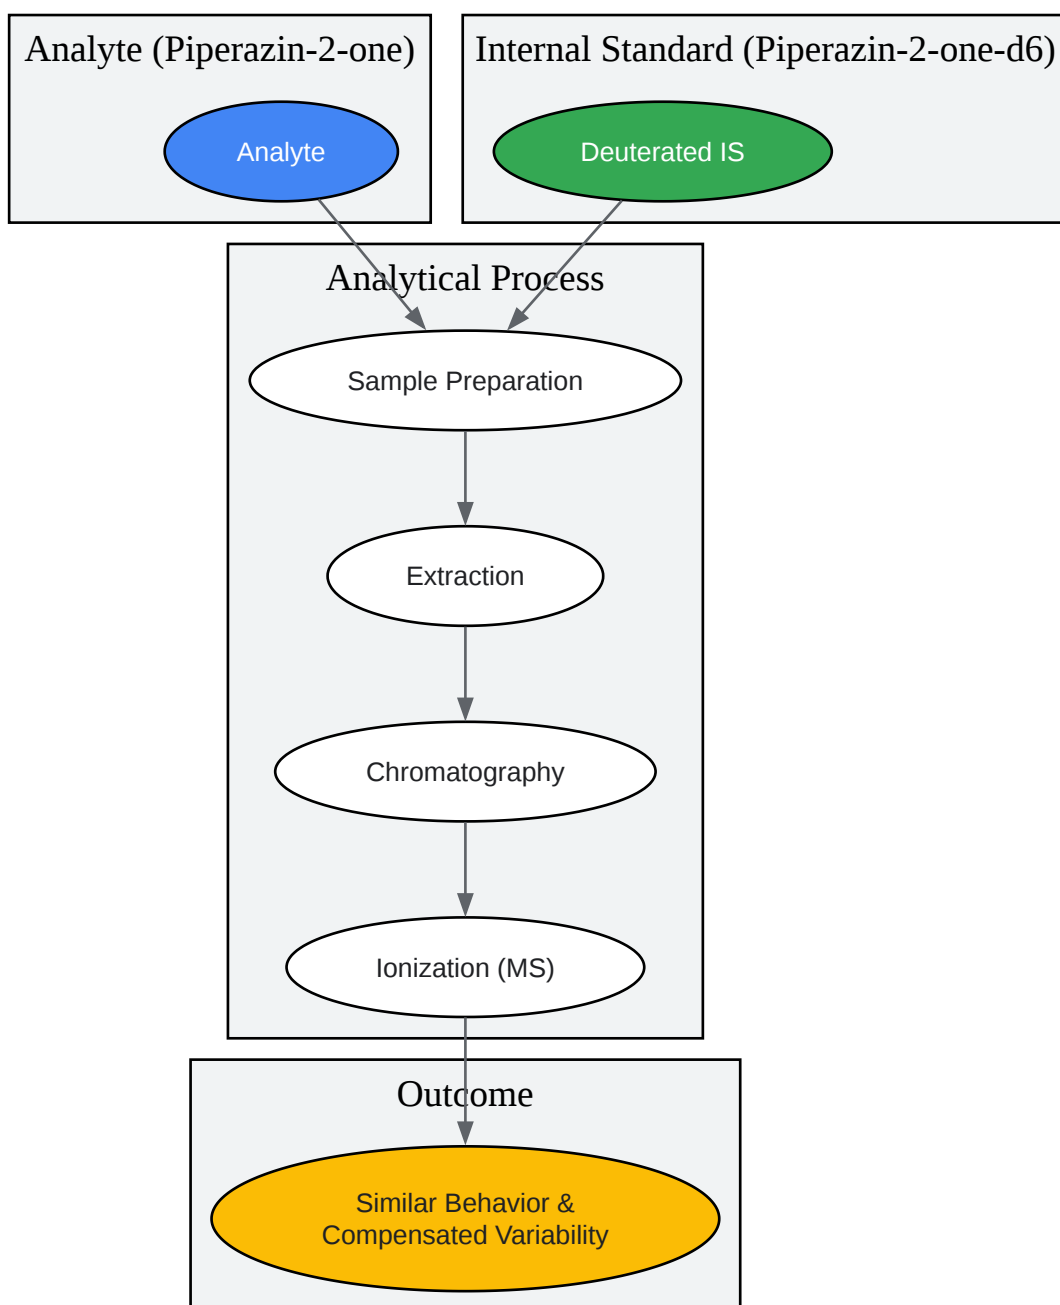 Analyte (Piperazin-2-one)
Internal Standard (Piperazin-2-one-d6)
Analyte
Deuterated IS
Analytical Process
Sample Preparation
Extraction
Chromatography
Ionization (MS)
Outcome
Similar Behavior &
Compensated Variability